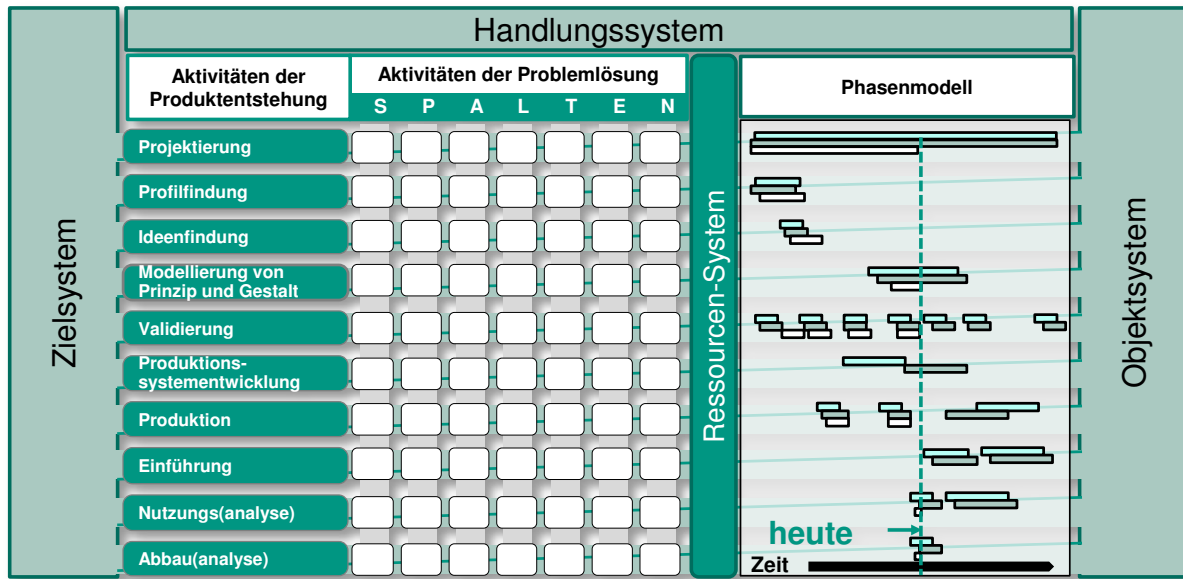 Handlungssystem
Zielsystem
Aktivitäten der
Produktentstehung
Aktivitäten der Problemlösung
S P A L T E N
Ressourcen-System
Phasenmodell
Objektsystem
Projektierung
Profilfindung
Ideenfindung
Modellierung von
Prinzip und Gestalt
Validierung
Produktions-
systementwicklung
Produktion
Einführung
Nutzungs(analyse)
Abbau(analyse)
heute
Zeit